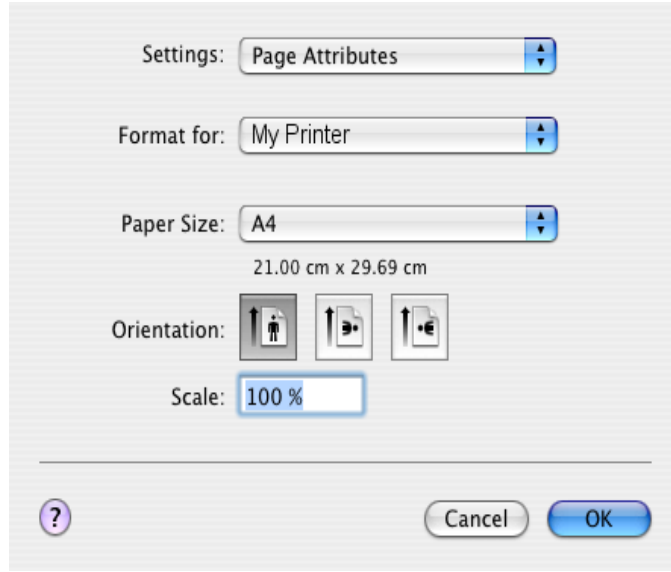 Settings: Page Attributes
Format for: My Printer
Paper Size: A4
21.00 cm x 29.69 cm
Orientation:
Scale: 100 %
? Cancel OK